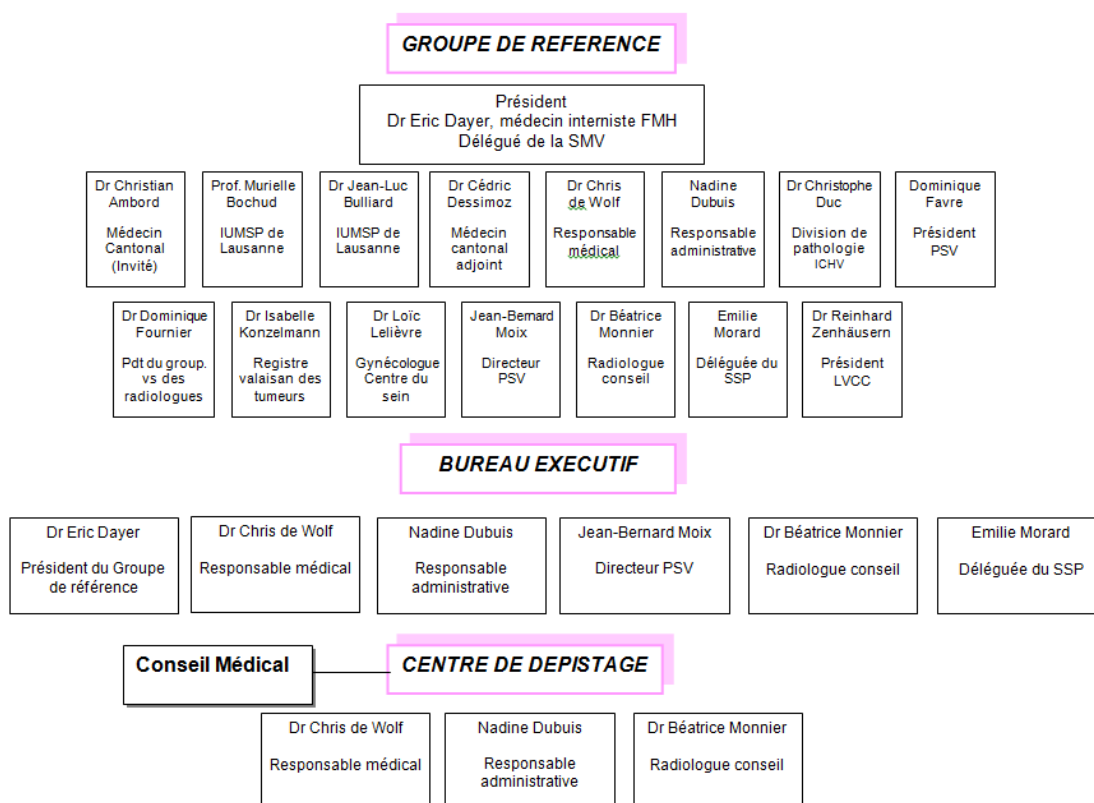 GROUPE DE REFERENCE
Président
Dr Eric Dayer, médecin interniste FMH
Délégué de la SMV
Dr Christian
Ambord
Médecin
Cantonal
(Invité)
Prof. Murielle
Bochud
IUMSP de
Lausanne
Dr Jean-Luc
Bulliard
IUMSP de
Lausanne
Dr Cédric
Dessimoz
Médecin
cantonal
adjoint
Dr Chris
de Wolf
Responsable
médical
Nadine
Dubuis
Responsable
administrative
Dr Christophe
Duc
Division de
pathologie
ICHV
Dominique
Favre
Président
PSV
Dr Dominique
Fournier
Pdt du group.
vs des
radiologues
Dr Isabelle
Konzelmann
Registre
valaisan des
tumeurs
Dr Loïc
Lelièvre
Gynécologue
Centre du
sein
Jean-Bernard
Moix
Directeur
PSV
Dr Béatrice
Monnier
Radiologue
conseil
Emilie
Morard
Déléguée du
SSP
Dr Reinhard
Zenhäusern
Président
LVCC
BUREAU EXECUTIF
Dr Eric Dayer
Président du Groupe
de référence
Dr Chris de Wolf
Responsable médical
Nadine Dubuis
Responsable
administrative
Jean-Bernard Moix
Directeur PSV
Dr Béatrice Monnier
Radiologue conseil
Emilie Morard
Déléguée du SSP
Conseil Médical
CENTRE DE DEPISTAGE
Dr Chris de Wolf
Responsable médical
Nadine Dubuis
Responsable
administrative
Dr Béatrice Monnier
Radiologue conseil